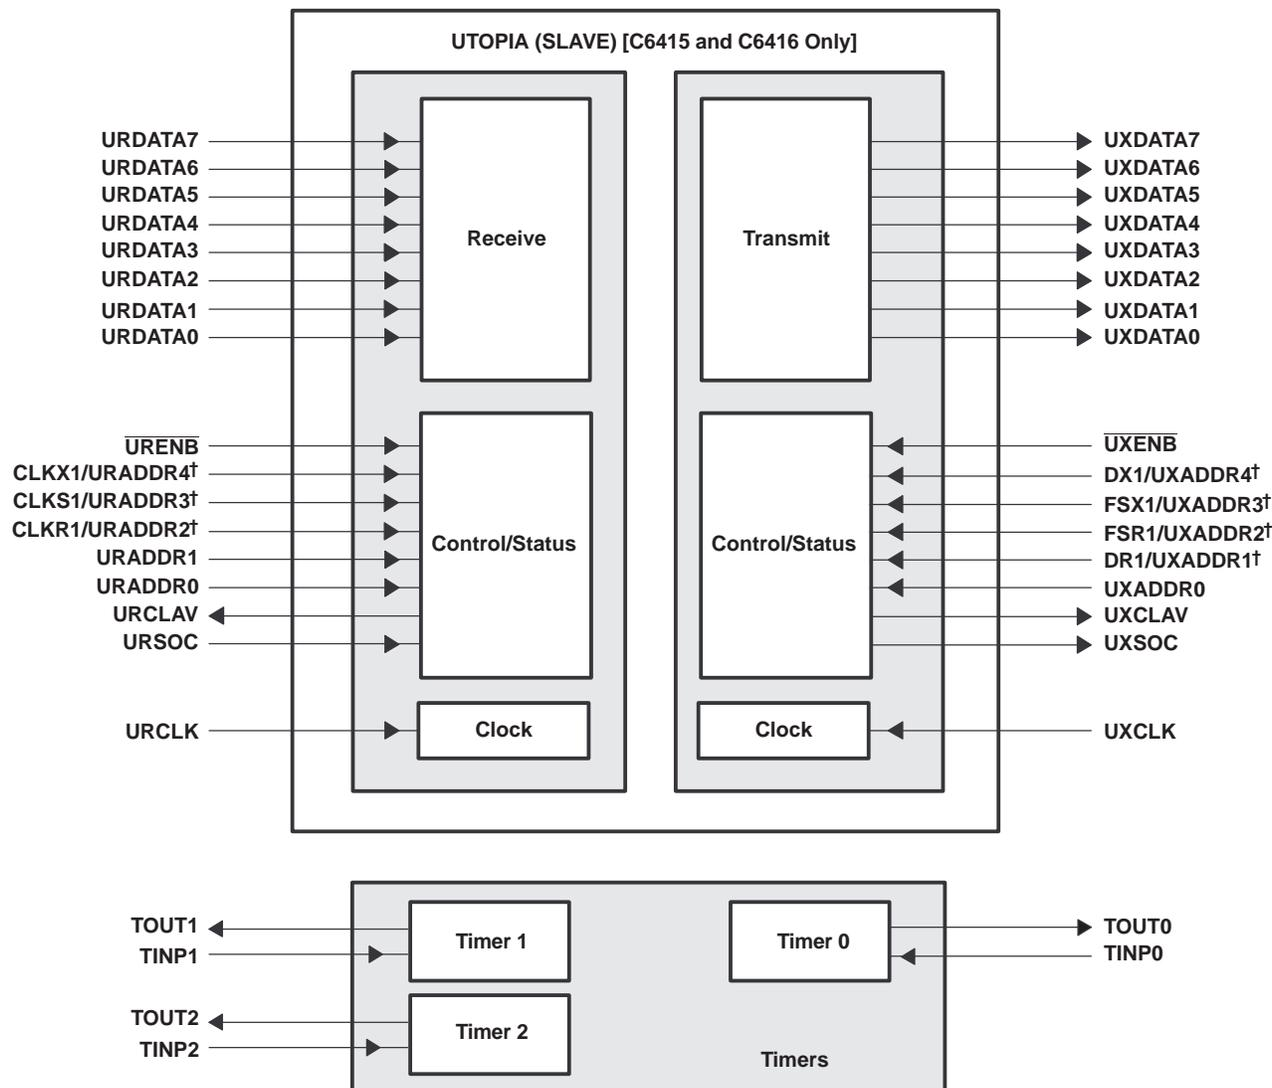 UTOPIA (SLAVE) [C6415 and C6416 Only]
URDATA7
URDATA6
URDATA5
URDATA4
URDATA3
URDATA2
URDATA1
URDATA0
Receive
Transmit
UXDATA7
UXDATA6
UXDATA5
UXDATA4
UXDATA3
UXDATA2
UXDATA1
UXDATA0
URENB
CLKX1/URADDR4†
CLKS1/URADDR3†
CLKR1/URADDR2†
URADDR1
URADDR0
URCLAV
URSOC
Control/Status
Control/Status
UXENB
DX1/UXADDR4†
FSX1/UXADDR3†
FSR1/UXADDR2†
DR1/UXADDR1†
UXADDR0
UXCLAV
UXSOC
URCLK
Clock
Clock
UXCLK
TOUT1
TINP1
Timer 1
Timer 0
TOUT0
TINP0
TOUT2
TINP2
Timer 2
Timers